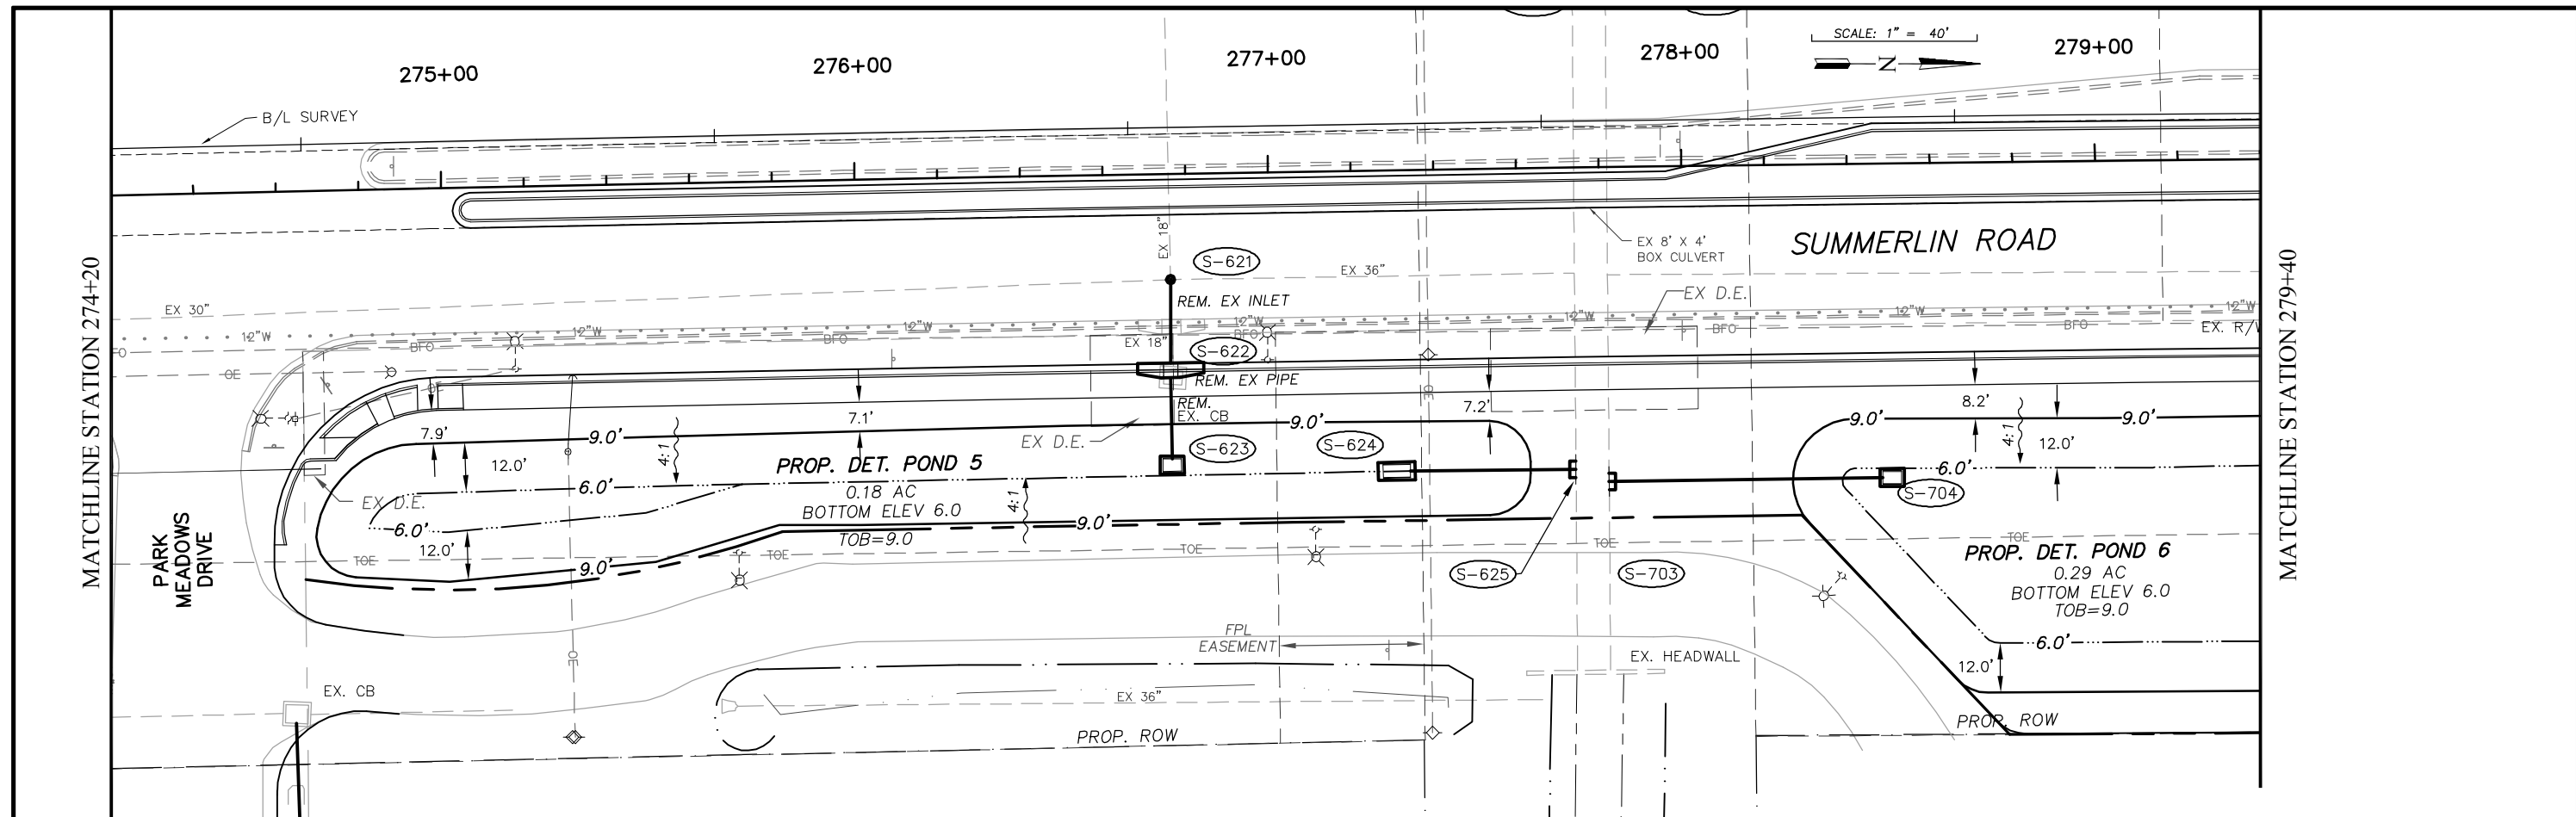 275+00
276+00
277+00
278+00
SCALE: 1" = 40'
N
279+00
B/L SURVEY
EX 18"
S-621
EX 36"
EX 8' X 4'
BOX CULVERT
SUMMERLIN ROAD
MATCHLINE STATION 274+20
MATCHLINE STATION 279+40
EX 30"
REM. EX INLET
EX D.E.
12"W
12"W
12"W
12"W
12"W
12"W
12"W
FO
BFO
BFO
BFO
BFO
BFO
EX. R/W
EX 18"
S-622
OE
OE
REM. EX PIPE
OE
REM.
EX. CB
7.9'
7.1'
7.2'
8.2'
9.0'
9.0'
9.0'
9.0'
EX D.E.
S-623
S-624
4:1
4:1
12.0'
12.0'
PROP. DET. POND 5
0.18 AC
BOTTOM ELEV 6.0
TOB=9.0
6.0'
6.0'
S-704
EX D.E.
6.0'
4:1
9.0'
12.0'
9.0'
PARK
MEADOWS
DRIVE
TOE
TOE
TOE
TOE
TOE
S-625
S-703
PROP. DET. POND 6
0.29 AC
BOTTOM ELEV 6.0
TOB=9.0
FPL
EASEMENT
6.0'
12.0'
OE
EX. HEADWALL
EX. CB
EX 36"
PROP. ROW
PROP. ROW